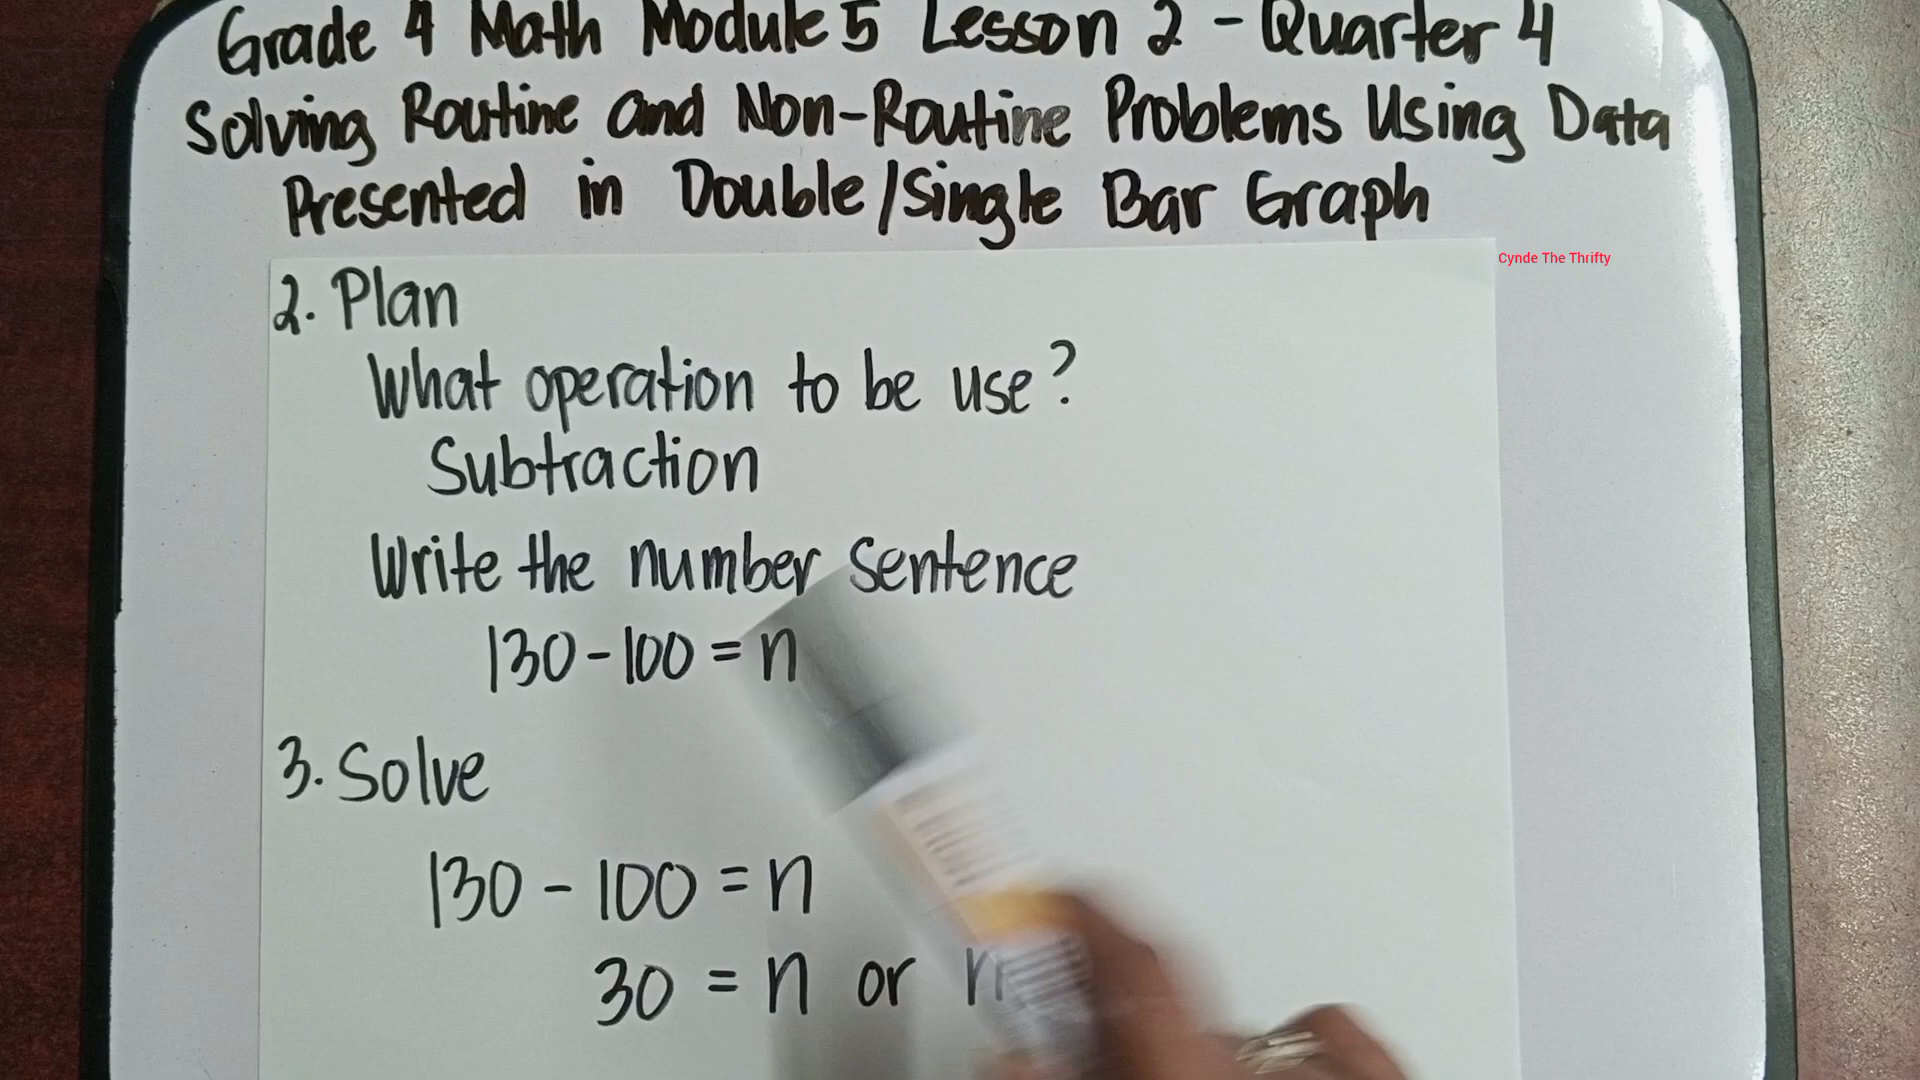 Grade 4 Math Module 5 Lesson 2 - Quarter 4
Solving Routine and Non-Routine Problems Using Data
Presented in Double/Single Bar Graph
Cynde The Thrifty
2. Plan
What operation to be use?
Subtraction
Write the number sentence
130 - 100 = n
3. Solve
130 - 100 = n
30 = n or n